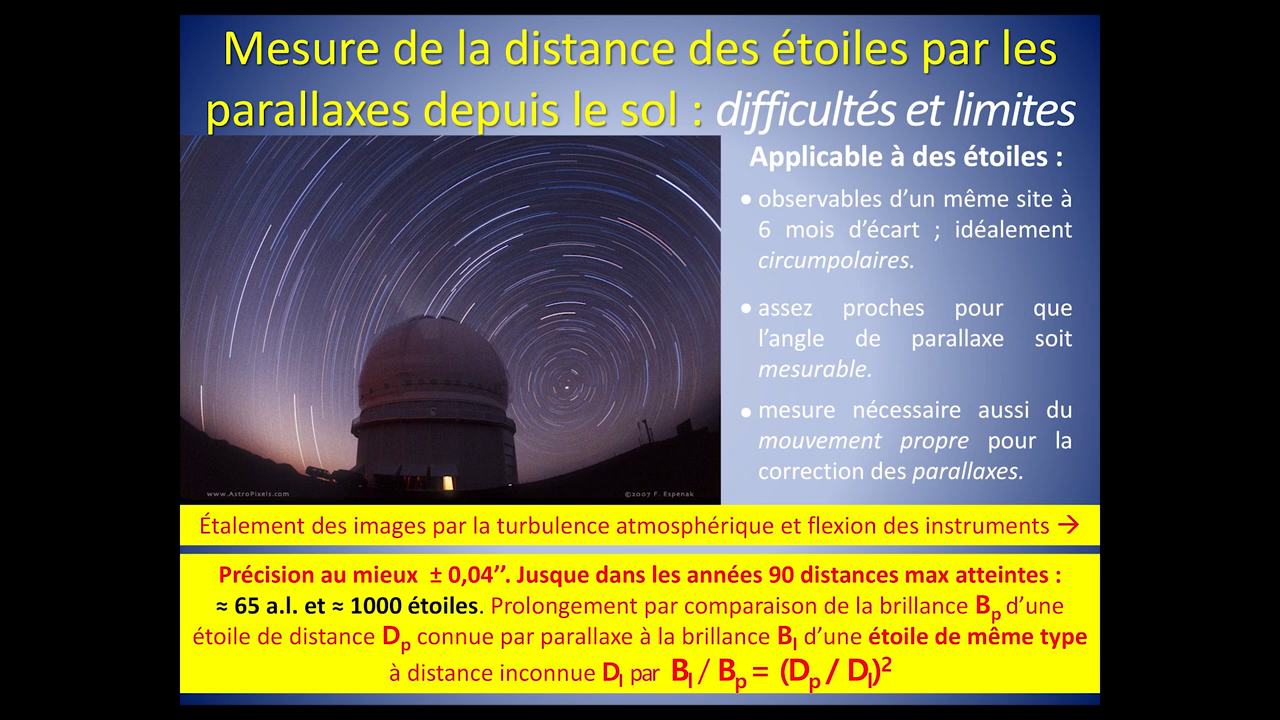 Mesure de la distance des étoiles par les
parallaxes depuis le sol : difficultés et limites
Applicable à des étoiles :
• observables d’un même site à
6 mois d’écart ; idéalement
circumpolaires.
• assez proches pour que
l’angle de parallaxe soit
mesurable.
• mesure nécessaire aussi du
mouvement propre pour la
correction des parallaxes.
www.AstroPixels.com
©2007 F. Espenak
Étalement des images par la turbulence atmosphérique et flexion des instruments →
Précision au mieux ± 0,04’’. Jusque dans les années 90 distances max atteintes :
≈ 65 a.l. et ≈ 1000 étoiles. Prolongement par comparaison de la brillance Bp d’une
étoile de distance Dp connue par parallaxe à la brillance Bl d’une étoile de même type
à distance inconnue Dl par Bl / Bp = (Dp / Dl)²